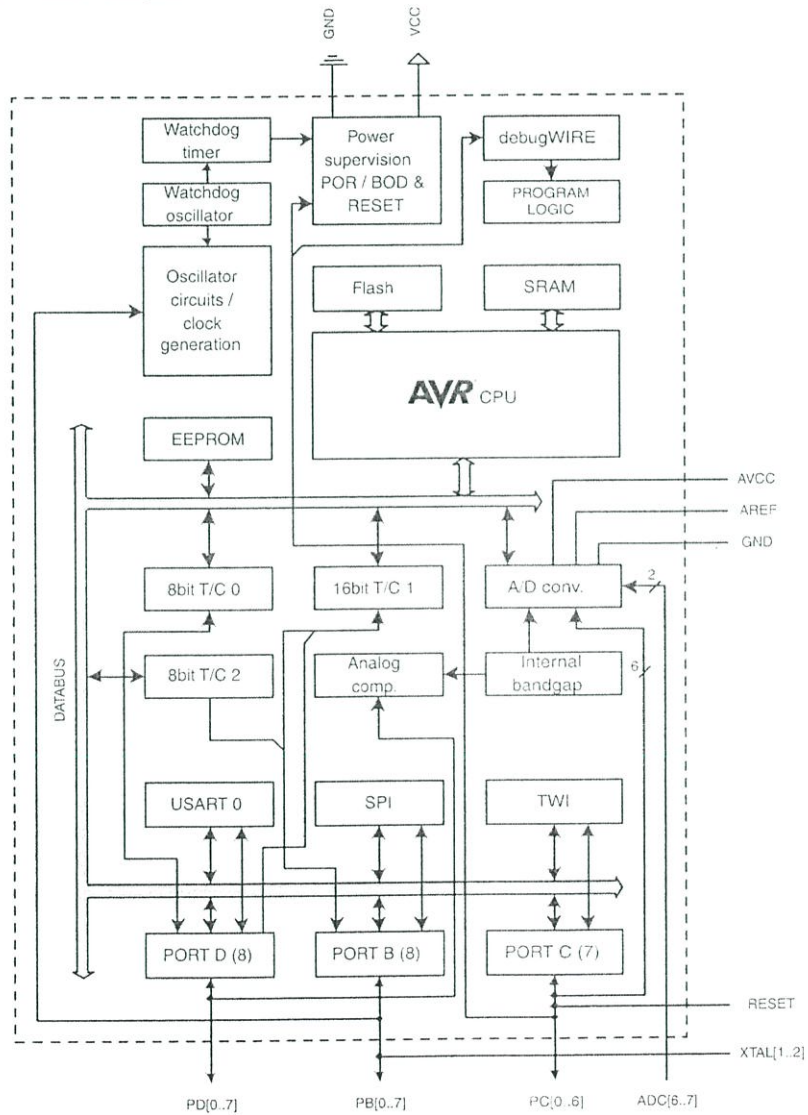 GND
VCC
Watchdog
timer
Power
supervision
POR / BOD &
RESET
debugWIRE
Watchdog
oscillator
PROGRAM
LOGIC
Oscillator
circuits /
clock
generation
Flash
SRAM
AVR CPU
EEPROM
AVCC
AREF
GND
8bit T/C 0
16bit T/C 1
A/D conv.
2
8bit T/C 2
Analog
comp.
Internal
bandgap
6
DATABUS
USART 0
SPI
TWI
PORT D (8)
PORT B (8)
PORT C (7)
RESET
XTAL[1..2]
PD[0..7]
PB[0..7]
PC[0..6]
ADC[6..7]